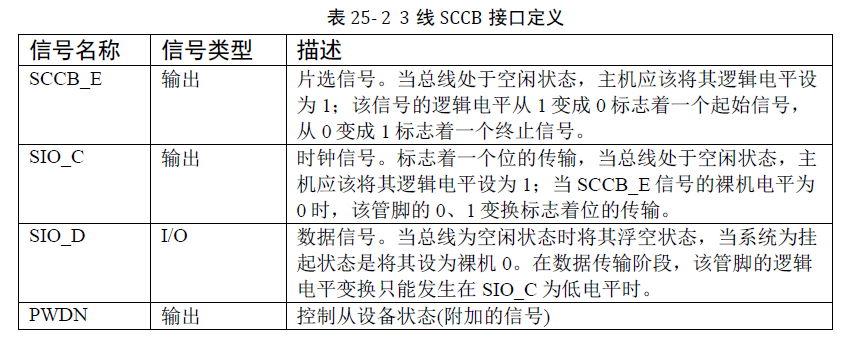 表 25-2 3 线 SCCB 接口定义
信号名称 信号类型 描述
SCCB_E 输出 片选信号。当总线处于空闲状态，主机应该将其逻辑电平设
为 1；该信号的逻辑电平从 1 变成 0 标志着一个起始信号，
从 0 变成 1 标志着一个终止信号。
SIO_C 输出 时钟信号。标志着一个位的传输，当总线处于空闲状态，主
机应该将其逻辑电平设为 1；当 SCCB_E 信号的裸机电平为
0 时，该管脚的 0、1 变换标志着位的传输。
SIO_D I/O 数据信号。当总线为空闲状态时将其浮空状态，当系统为挂
起状态是将其设为裸机 0。在数据传输阶段，该管脚的逻辑
电平变换只能发生在 SIO_C 为低电平时。
PWDN 输出 控制从设备状态(附加的信号)